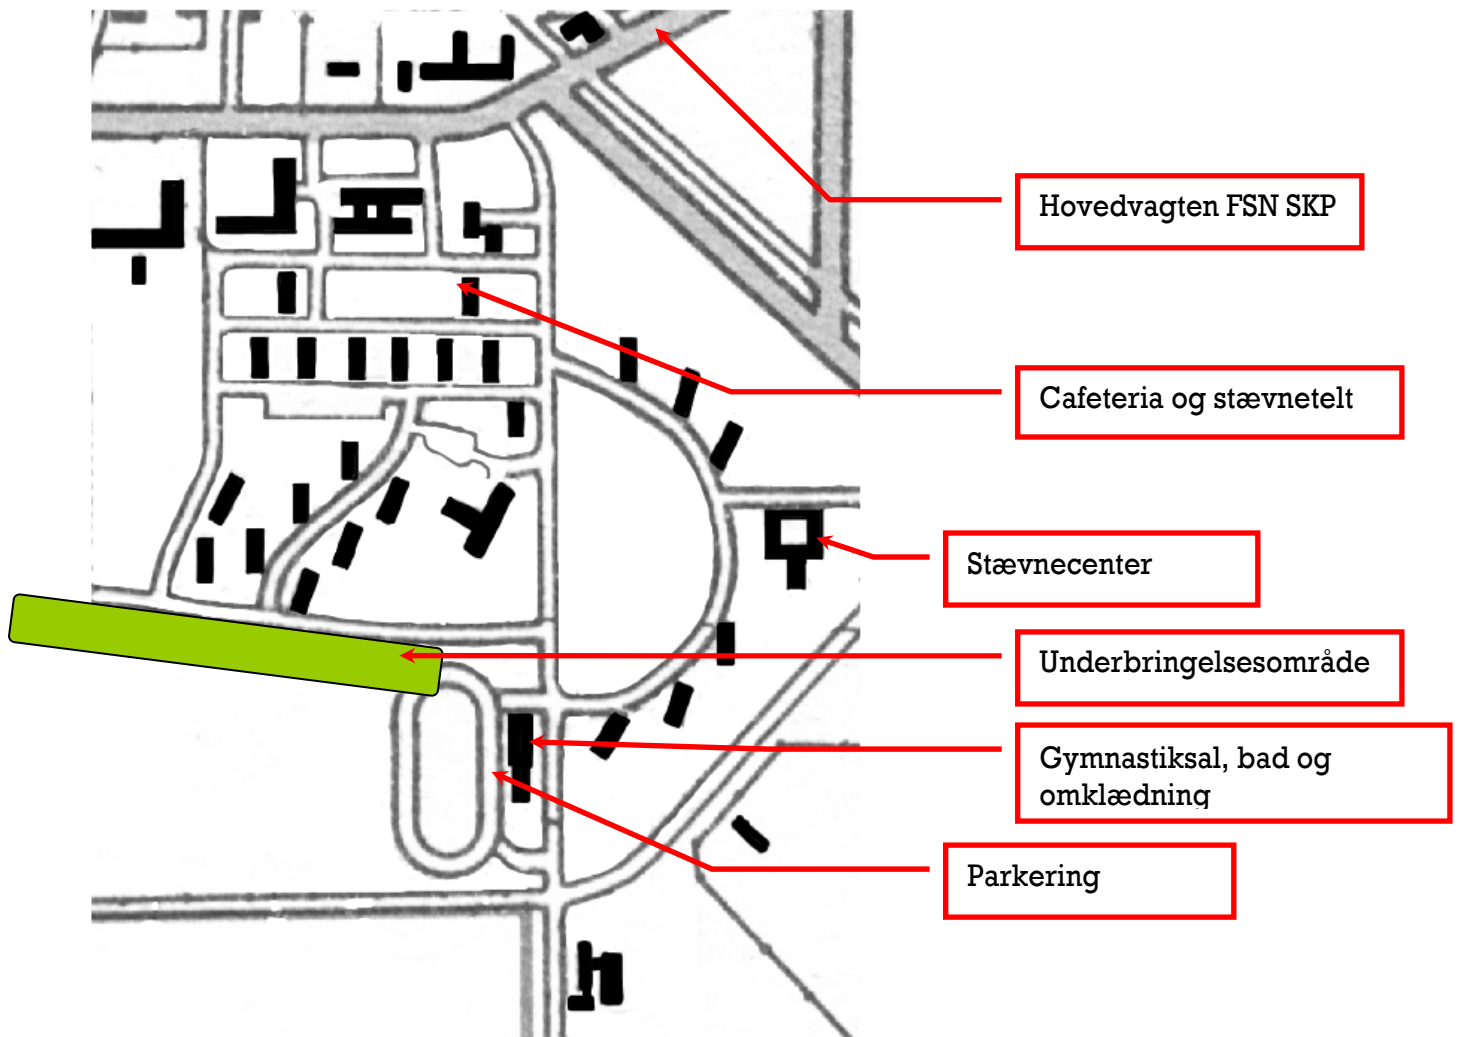 Hovedvagten FSN SKP
Cafeteria og stævnetelt
Stævnecenter
Underbringelsesområde
Gymnastiksal, bad og
omklædning
Parkering